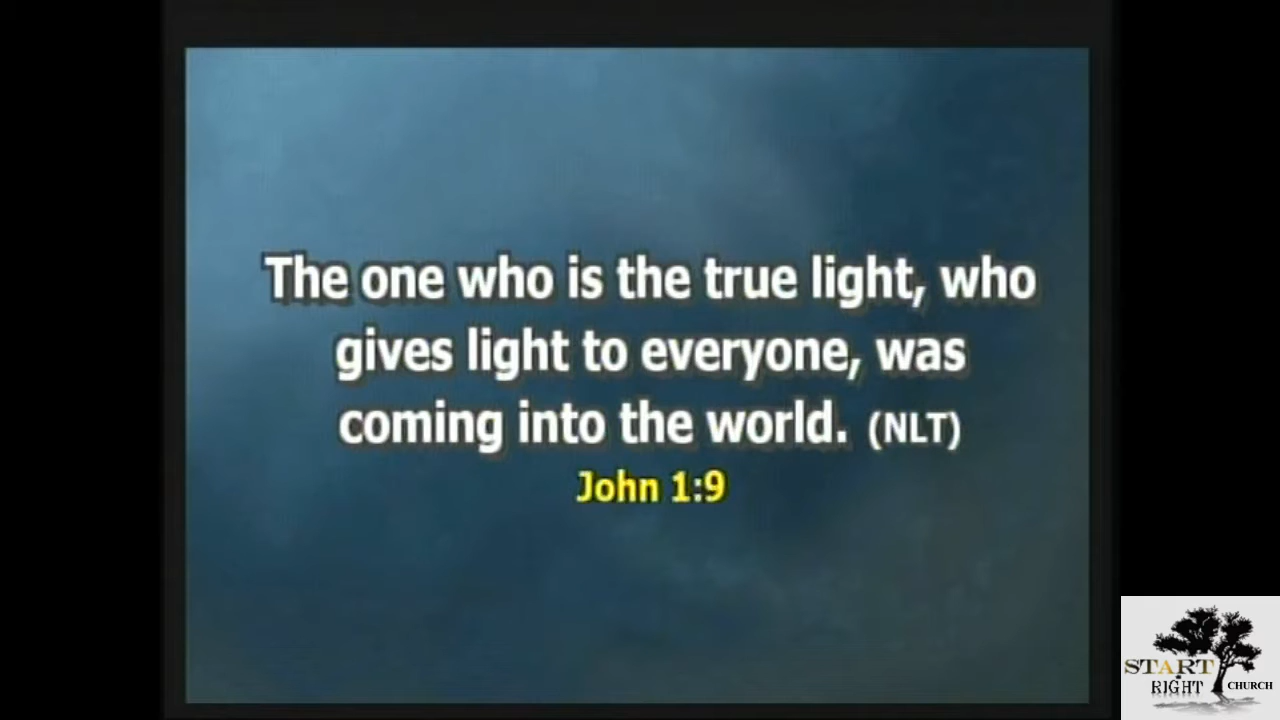 The one who is the true light, who
gives light to everyone, was
coming into the world. (NLT)
John 1:9
START
RIGHT CHURCH